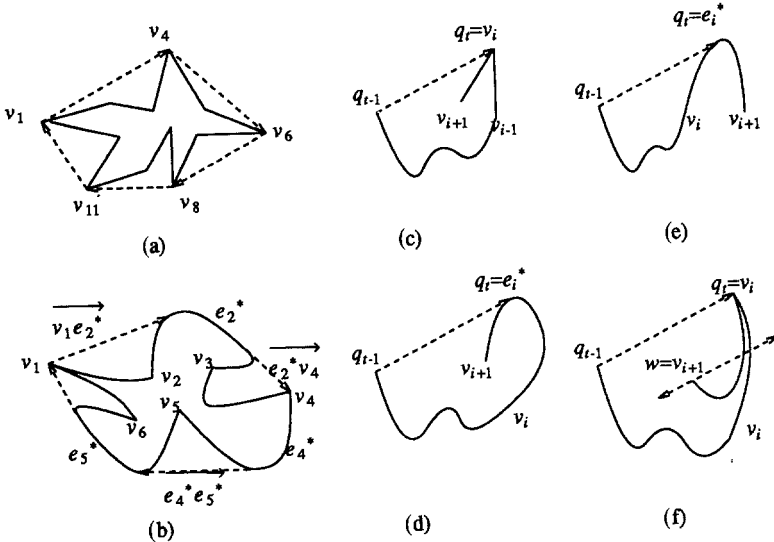 v4
v1
v6
v11
v8
(a)
qt=vi
qt-1
vi+1
vi-1
(c)
qt=ei*
qt-1
vi
vi+1
(e)
v1e2*
e2*
v1
v2
v3
e2*v4
v4
v5
v6
e5*
e4*
e4*e5*
(b)
qt=ei*
qt-1
vi+1
vi
(d)
qt=vi
qt-1
w=vi+1
vi
(f)